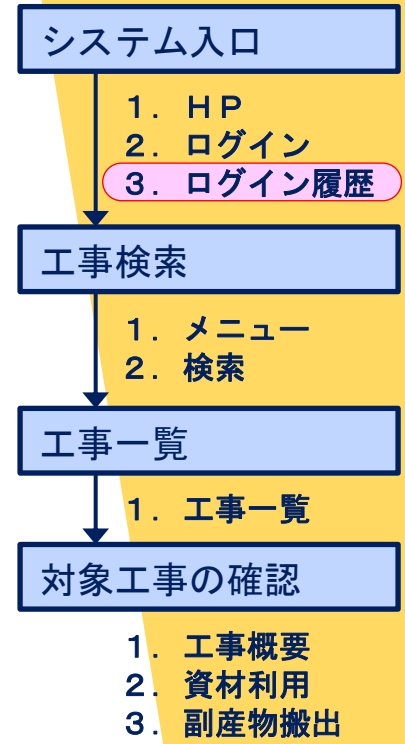 システム入口
１．ＨＰ
２．ログイン
３．ログイン履歴
工事検索
１．メニュー
２．検索
工事一覧
１．工事一覧
対象工事の確認
１．工事概要
２．資材利用
３．副産物搬出